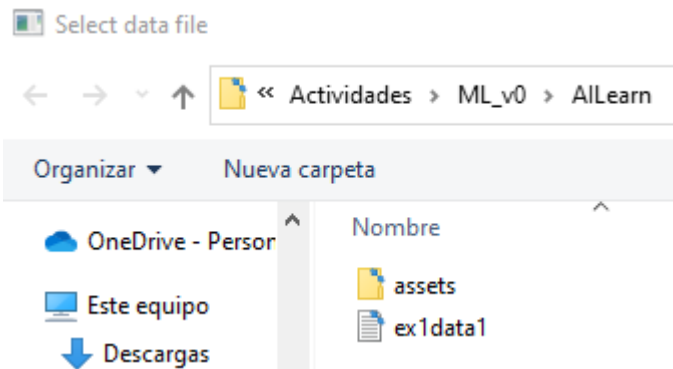 Select data file
« Actividades > ML_v0 > AILearn
Organizar Nueva carpeta
OneDrive - Person
Este equipo
Descargas
Nombre
assets
ex1data1